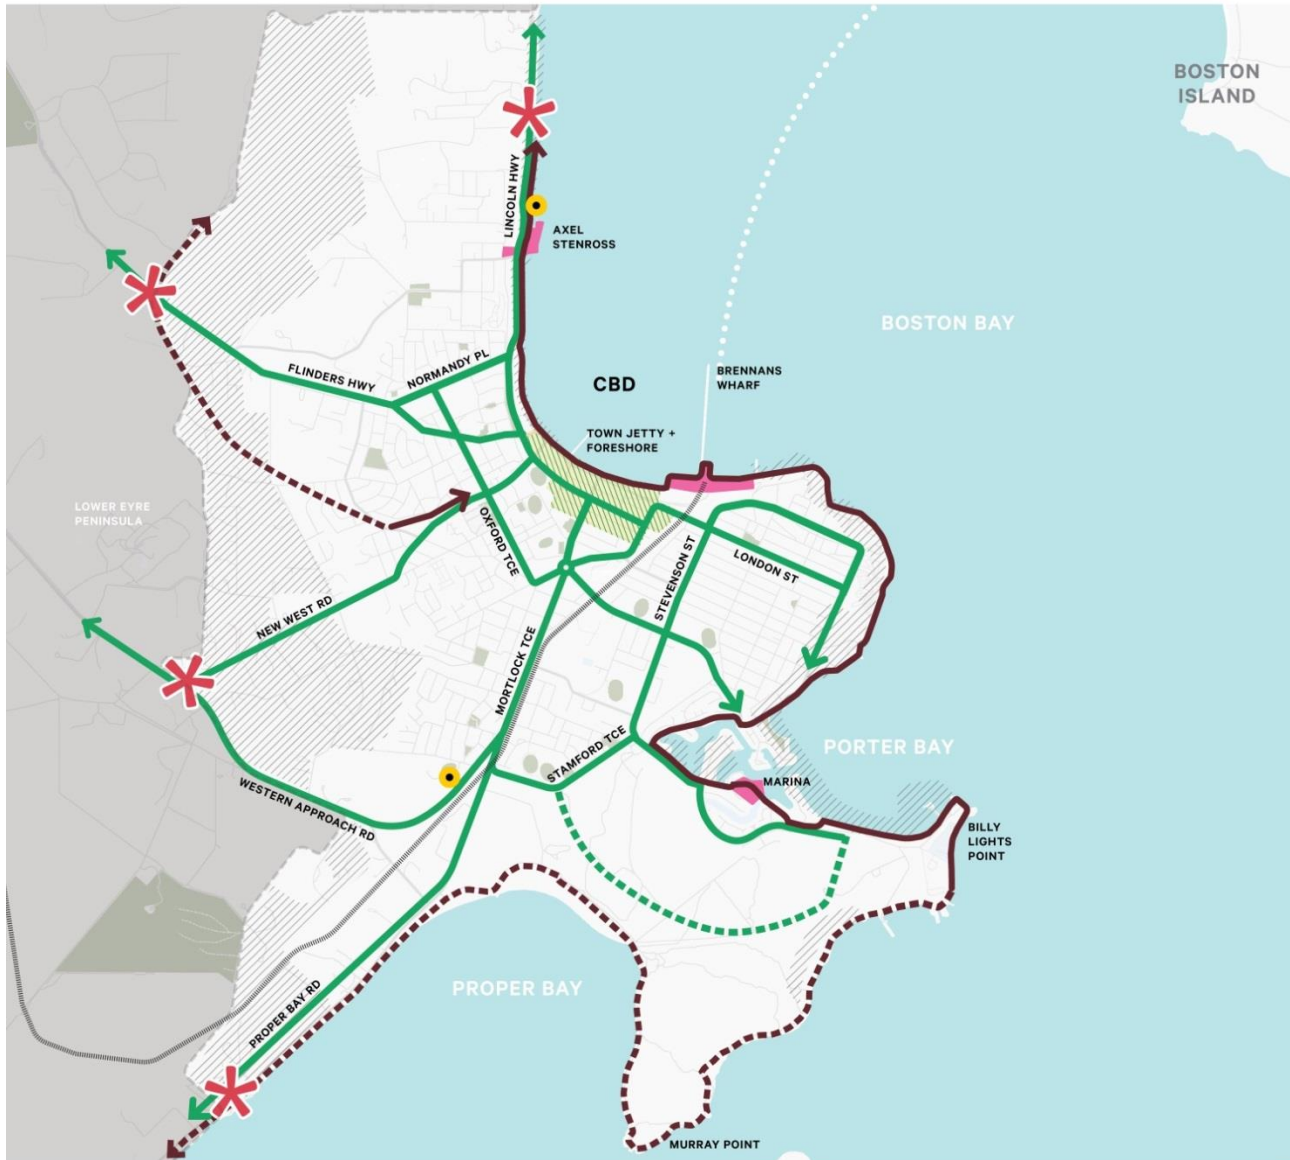 BOSTON
ISLAND
LINCOLN HWY
AXEL
STENROSS
BOSTON BAY
FLINDERS HWY
NORMANDY PL
CBD
BRENNANS
WHARF
TOWN JETTY +
FORESHORE
LOWER EYRE
PENINSULA
OXFORD TCE
STEVENSON ST
LONDON ST
NEW WEST RD
MORTLOCK TCE
STAMFORD TCE
PORTER BAY
MARINA
WESTERN APPROACH RD
BILLY
LIGHTS
POINT
PROPER BAY RD
PROPER BAY
MURRAY POINT